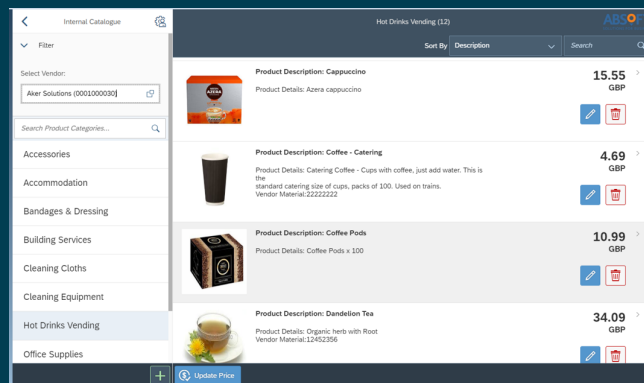 Internal Catalogue
Filter
Select Vendor:
Aker Solutions (0001000030)
Search Product Categories...
Accessories
Accommodation
Bandages & Dressing
Building Services
Cleaning Cloths
Cleaning Equipment
Hot Drinks Vending
Office Supplies
Hot Drinks Vending (12)
ABSOFT
Sort By Description
Search
Product Description: Cappuccino
Product Details: Azera cappuccino
15.55
GBP
Product Description: Coffee - Catering
Product Details: Catering Coffee - Cups with coffee, just add water. This is
the
standard catering size of cups, packs of 100. Used on trains.
Vendor Material:22222222
4.69
GBP
Product Description: Coffee Pods
Product Details: Coffee Pods x 100
10.99
GBP
Product Description: Dandelion Tea
Product Details: Organic herb with Root
Vendor Material:12452356
34.09
GBP
Update Price